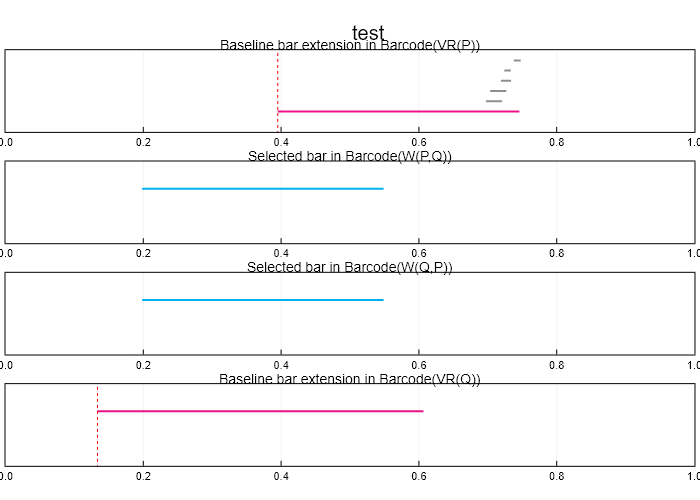 test
Baseline bar extension in Barcode(VR(P))
0.0 0.2 0.4 0.6 0.8 1.0
Selected bar in Barcode(W(P,Q))
0.0 0.2 0.4 0.6 0.8 1.0
Selected bar in Barcode(W(Q,P))
0.0 0.2 0.4 0.6 0.8 1.0
Baseline bar extension in Barcode(VR(Q))
0.0 0.2 0.4 0.6 0.8 1.0